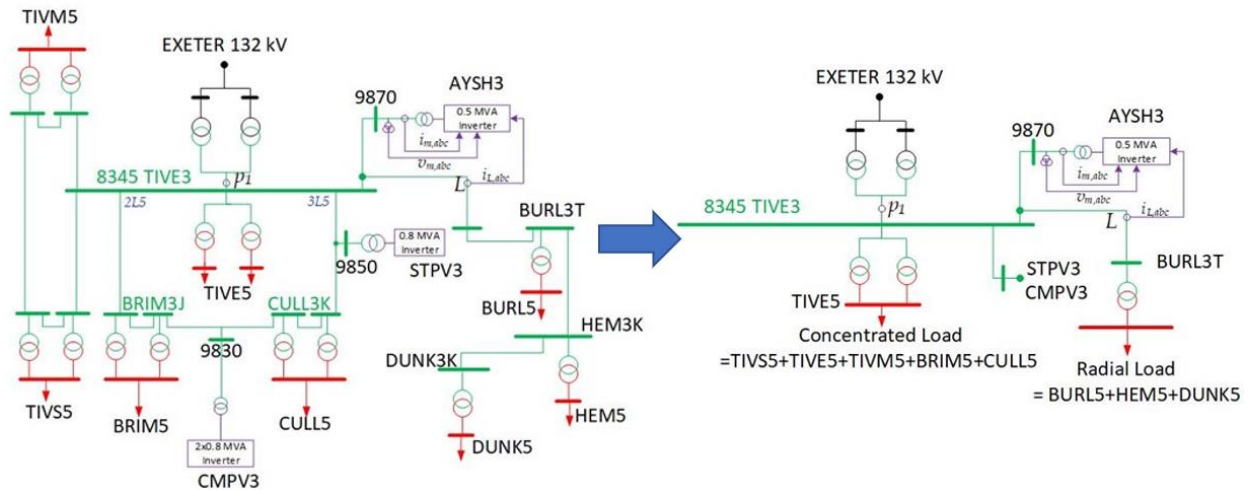 TIVM5
EXETER 132 kV
AYSH3
9870
0.5 MVA
Inverter
i_m,abc
v_m,abc
i_L,abc
L
8345 TIVE3
p1
2L5
3L5
BURL3T
0.8 MVA
Inverter
9850
STPV3
TIVE5
BRIM3J
CULL3K
BURL5
HEM3K
9830
DUNK3K
TIVS5
BRIM5
CULL5
HEM5
DUNK5
2x0.8 MVA
Inverter
CMPV3
EXETER 132 kV
AYSH3
9870
0.5 MVA
Inverter
i_m,abc
v_m,abc
i_L,abc
L
8345 TIVE3
p1
BURL3T
STPV3
CMPV3
TIVE5
Concentrated Load
=TIVS5+TIVE5+TIVM5+BRIM5+CULL5
Radial Load
= BURL5+HEM5+DUNK5